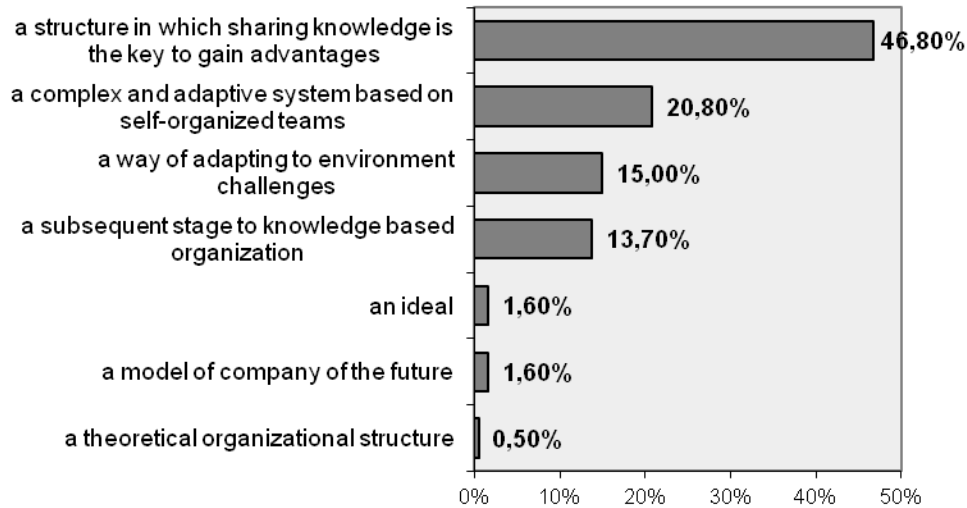 a structure in which sharing knowledge is
the key to gain advantages
46,80%
a complex and adaptive system based on
self-organized teams
20,80%
a way of adapting to environment
challenges
15,00%
a subsequent stage to knowledge based
organization
13,70%
an ideal
1,60%
a model of company of the future
1,60%
a theoretical organizational structure
0,50%
0% 10% 20% 30% 40% 50%